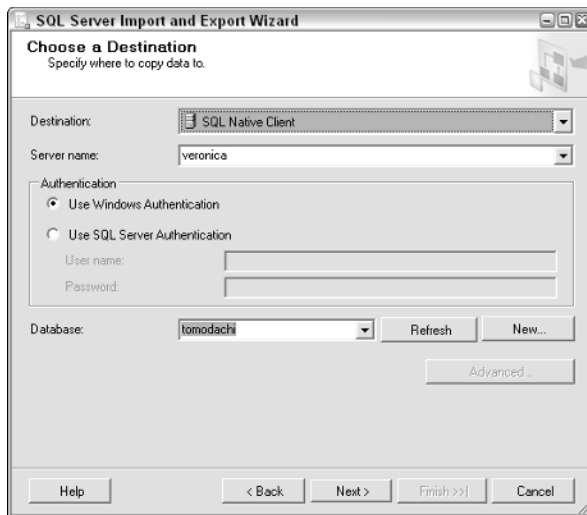 SQL Server Import and Export Wizard
Choose a Destination
Specify where to copy data to.
Destination: SQL Native Client
Server name: veronica
Authentication
Use Windows Authentication
Use SQL Server Authentication
User name:
Password:
Database: tomodachi Refresh New...
Advanced...
Help < Back Next > Finish >>| Cancel